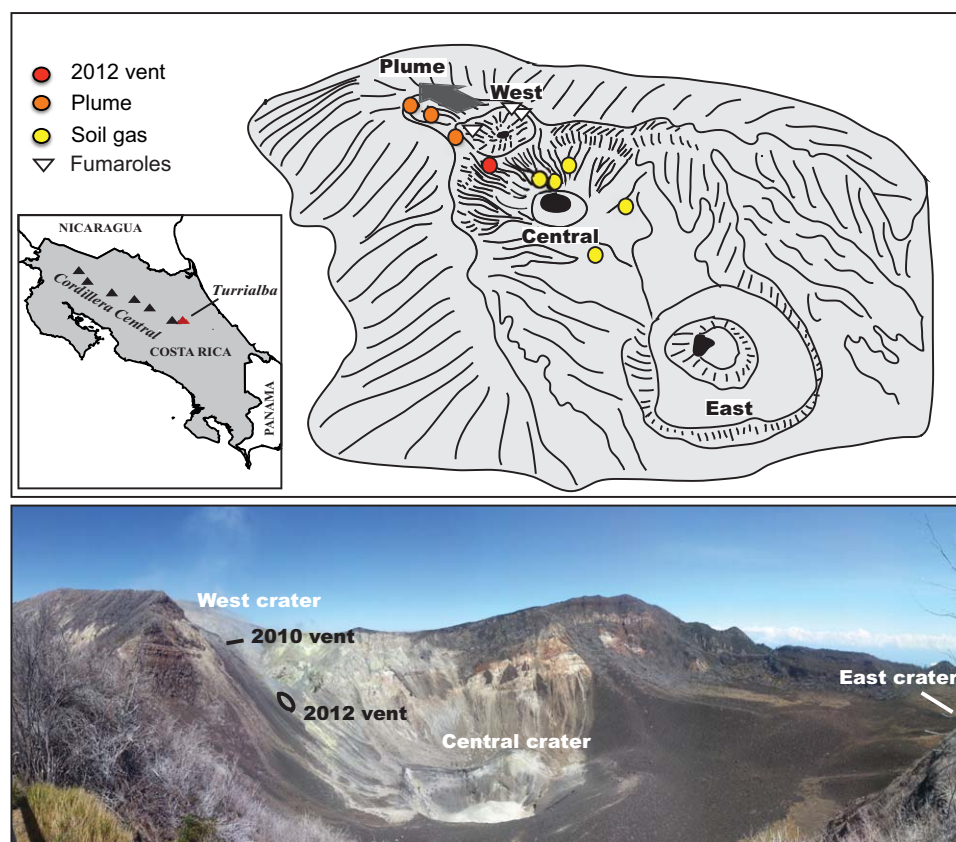 2012 vent
Plume
Soil gas
Fumaroles
Plume
West
Central
East
NICARAGUA
Cordillera Central
Turrialba
COSTA RICA
PANAMA
West crater
2010 vent
2012 vent
Central crater
East crater